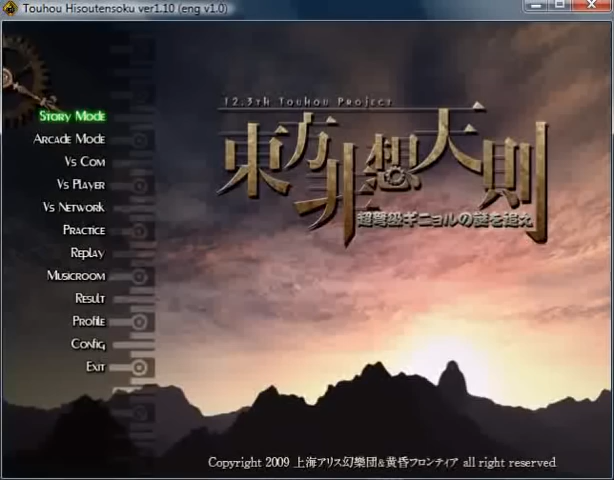 Touhou Hisoutensoku ver1.10 (eng v1.0)
12.3th Touhou Project
東方非想天則
超弩級ギニョルの謎を追え
Story Mode
Arcade Mode
Vs Com
Vs Player
Vs Network
Practice
Replay
Musicroom
Result
Profile
Config
Exit
Copyright 2009 上海アリス幻樂団&黄昏フロンティア all right reserved